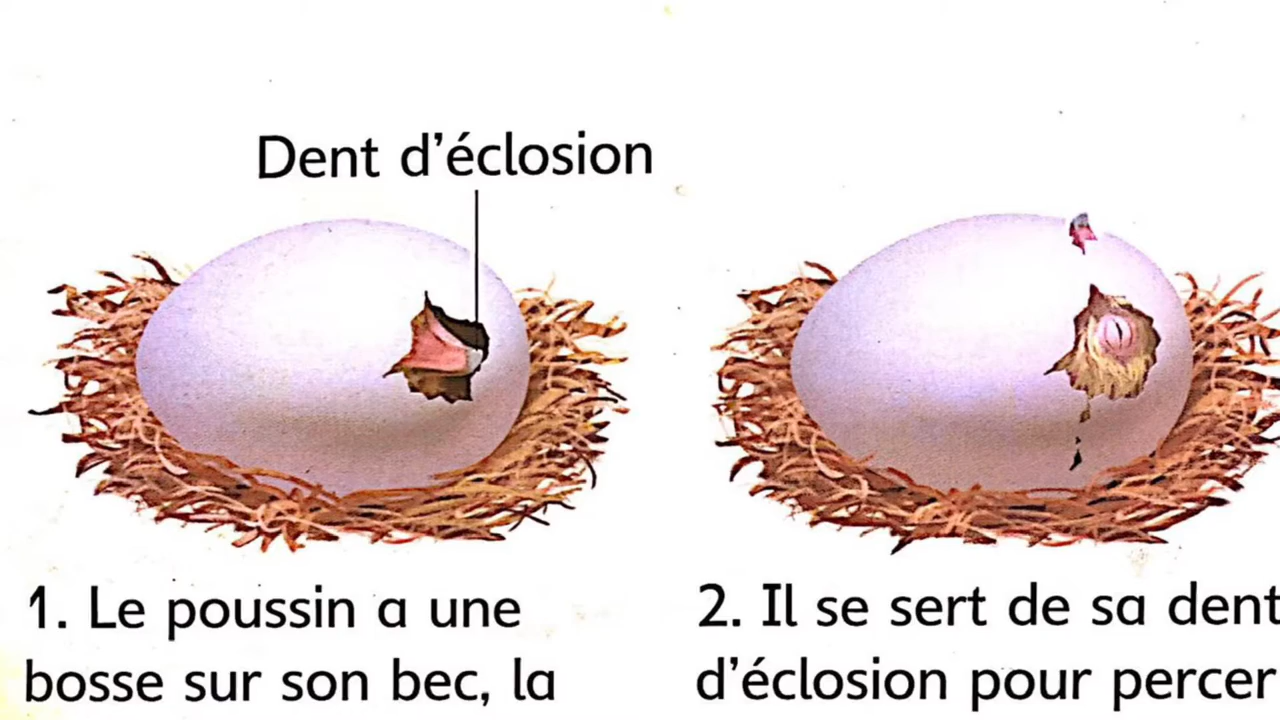 Dent d'éclosion
1. Le poussin a une
bosse sur son bec, la
2. Il se sert de sa dent
d'éclosion pour percer